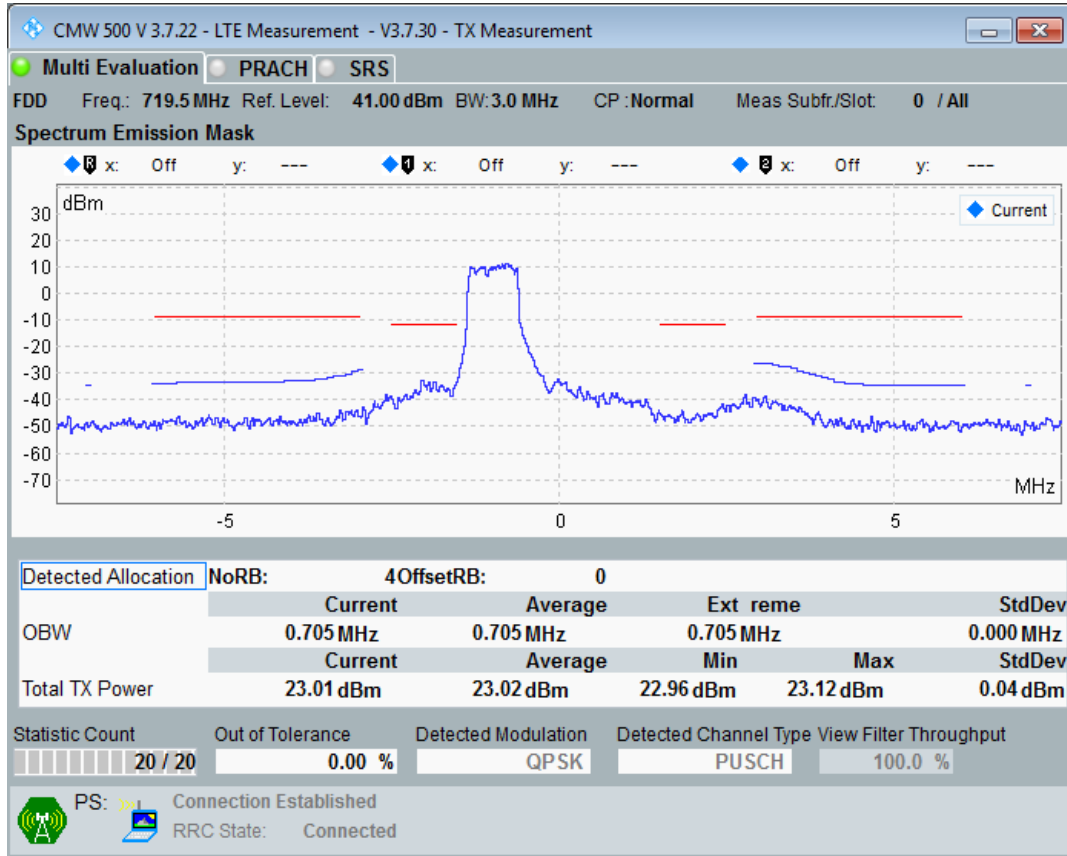 CMW 500 V 3.7.22 - LTE Measurement - V3.7.30 - TX Measurement
Multi Evaluation PRACH SRS
FDD Freq.: 719.5 MHz Ref. Level: 41.00 dBm BW: 3.0 MHz CP : Normal Meas Subfr./Slot: 0 / All
Spectrum Emission Mask
R x: Off y: --- 1 x: Off y: --- 2 x: Off y: ---
dBm
Current
30
20
10
0
-10
-20
-30
-40
-50
-60
-70
MHz
-5 0 5
Detected Allocation NoRB: 4 OffsetRB: 0
Current Average Ext reme StdDev
OBW 0.705 MHz 0.705 MHz 0.705 MHz 0.000 MHz
Current Average Min Max StdDev
Total TX Power 23.01 dBm 23.02 dBm 22.96 dBm 23.12 dBm 0.04 dBm
Statistic Count Out of Tolerance Detected Modulation Detected Channel Type View Filter Throughput
20 / 20 0.00 % QPSK PUSCH 100.0 %
PS: Connection Established
RRC State: Connected